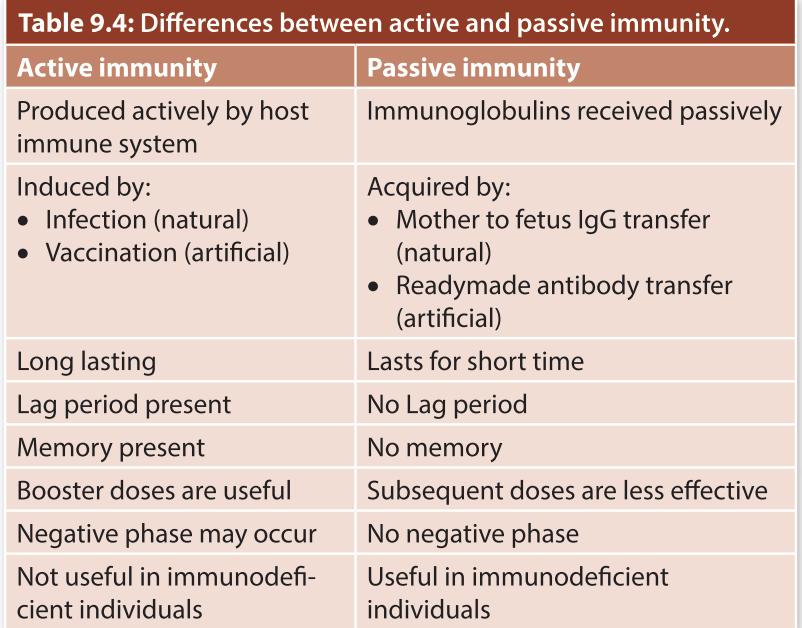 Table 9.4: Differences between active and passive immunity.
Active immunity
Passive immunity
Produced actively by host
immune system
Immunoglobulins received passively
Induced by:
• Infection (natural)
• Vaccination (artificial)
Acquired by:
• Mother to fetus IgG transfer
(natural)
• Readymade antibody transfer
(artificial)
Long lasting
Lasts for short time
Lag period present
No Lag period
Memory present
No memory
Booster doses are useful
Subsequent doses are less effective
Negative phase may occur
No negative phase
Not useful in immunodefi-
cient individuals
Useful in immunodeficient
individuals